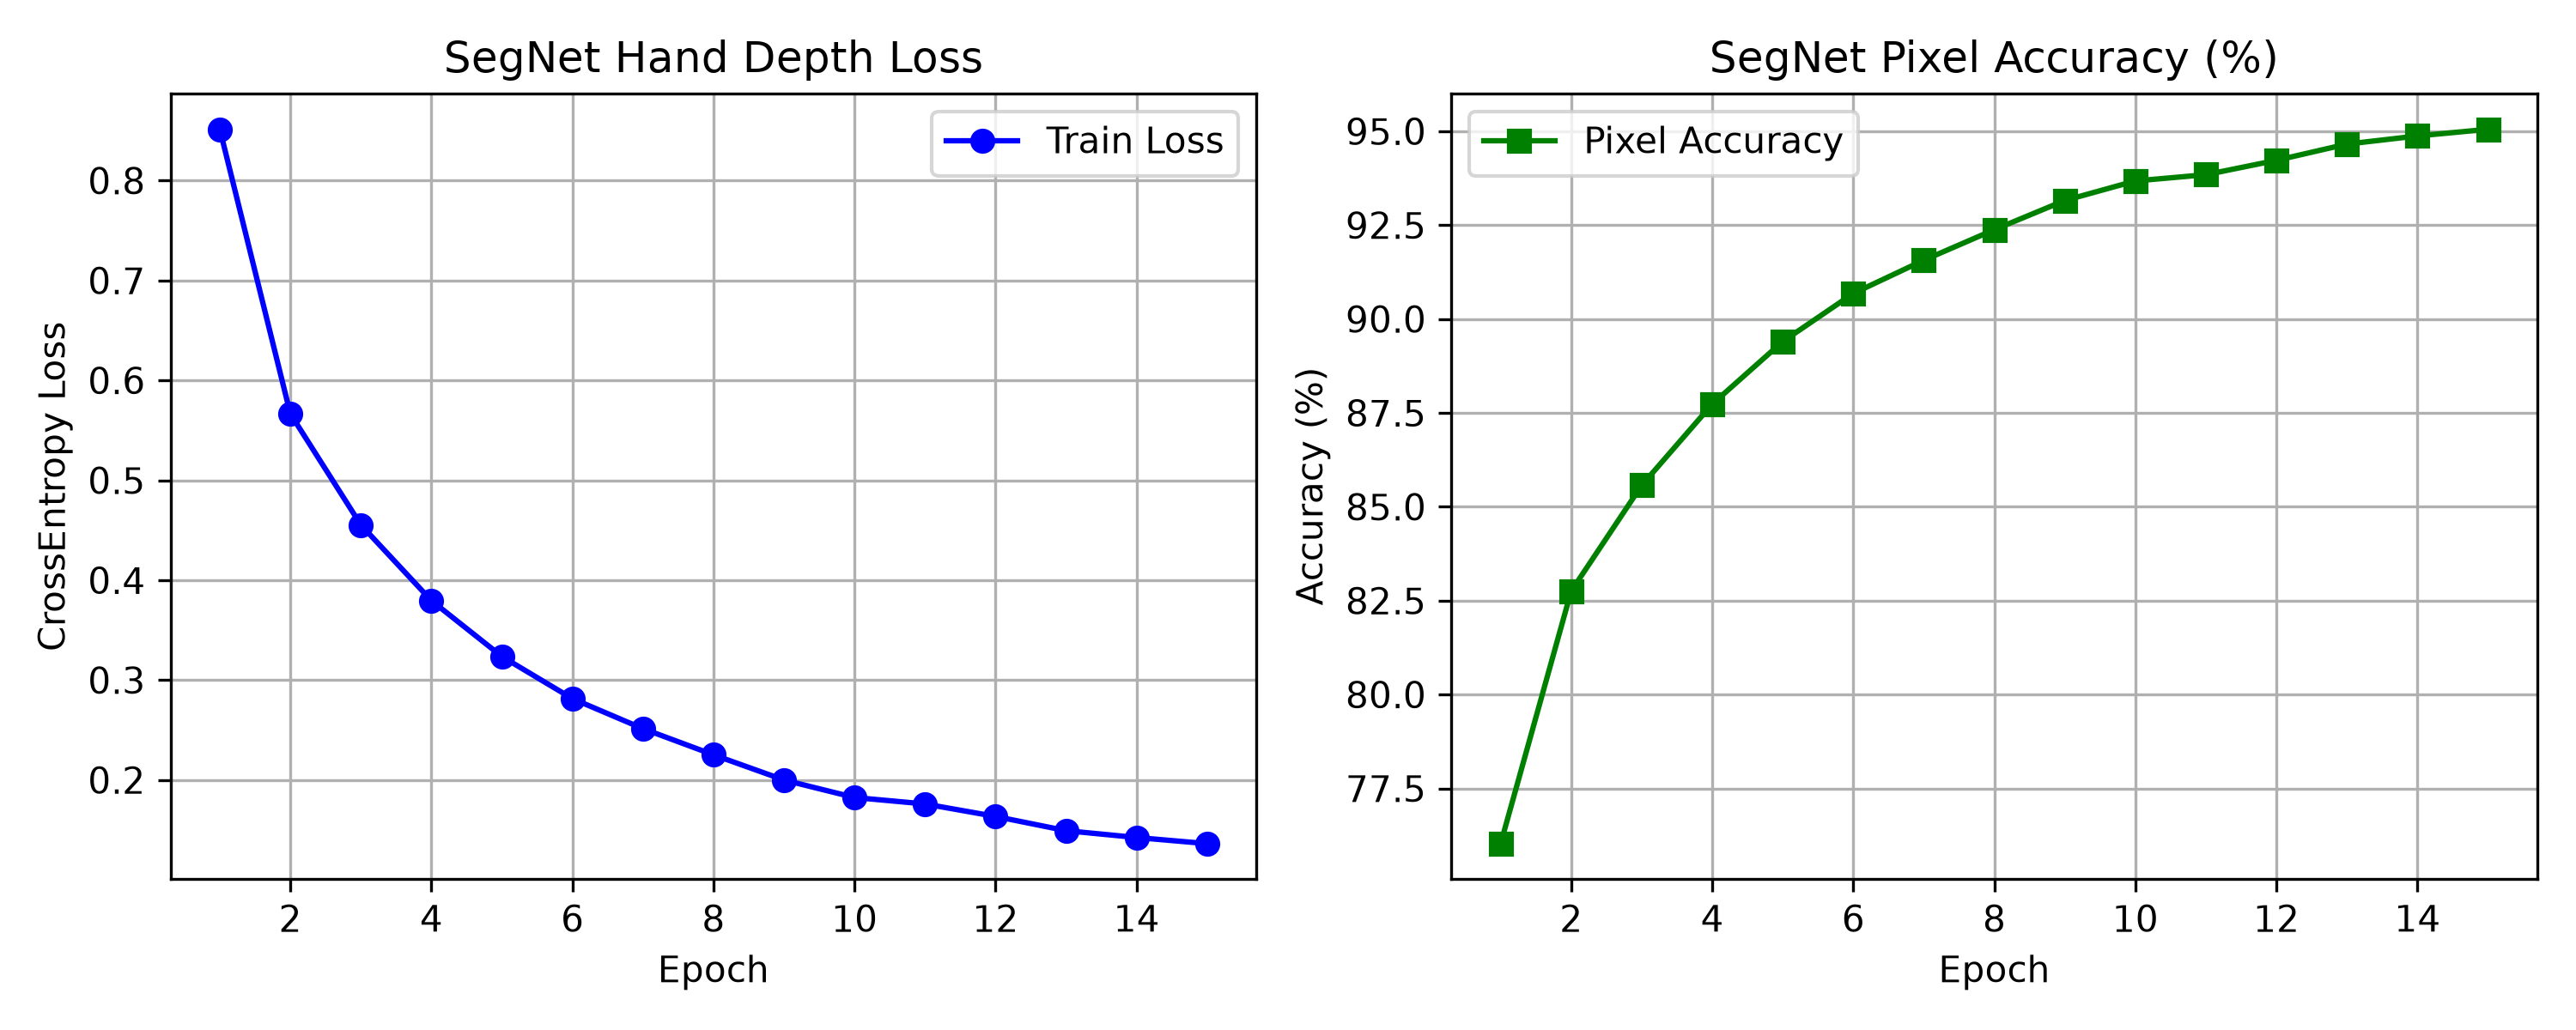 SegNet Hand Depth Loss
Train Loss
CrossEntropy Loss
0.8
0.7
0.6
0.5
0.4
0.3
0.2
2 4 6 8 10 12 14
Epoch
SegNet Pixel Accuracy (%)
Pixel Accuracy
Accuracy (%)
95.0
92.5
90.0
87.5
85.0
82.5
80.0
77.5
2 4 6 8 10 12 14
Epoch